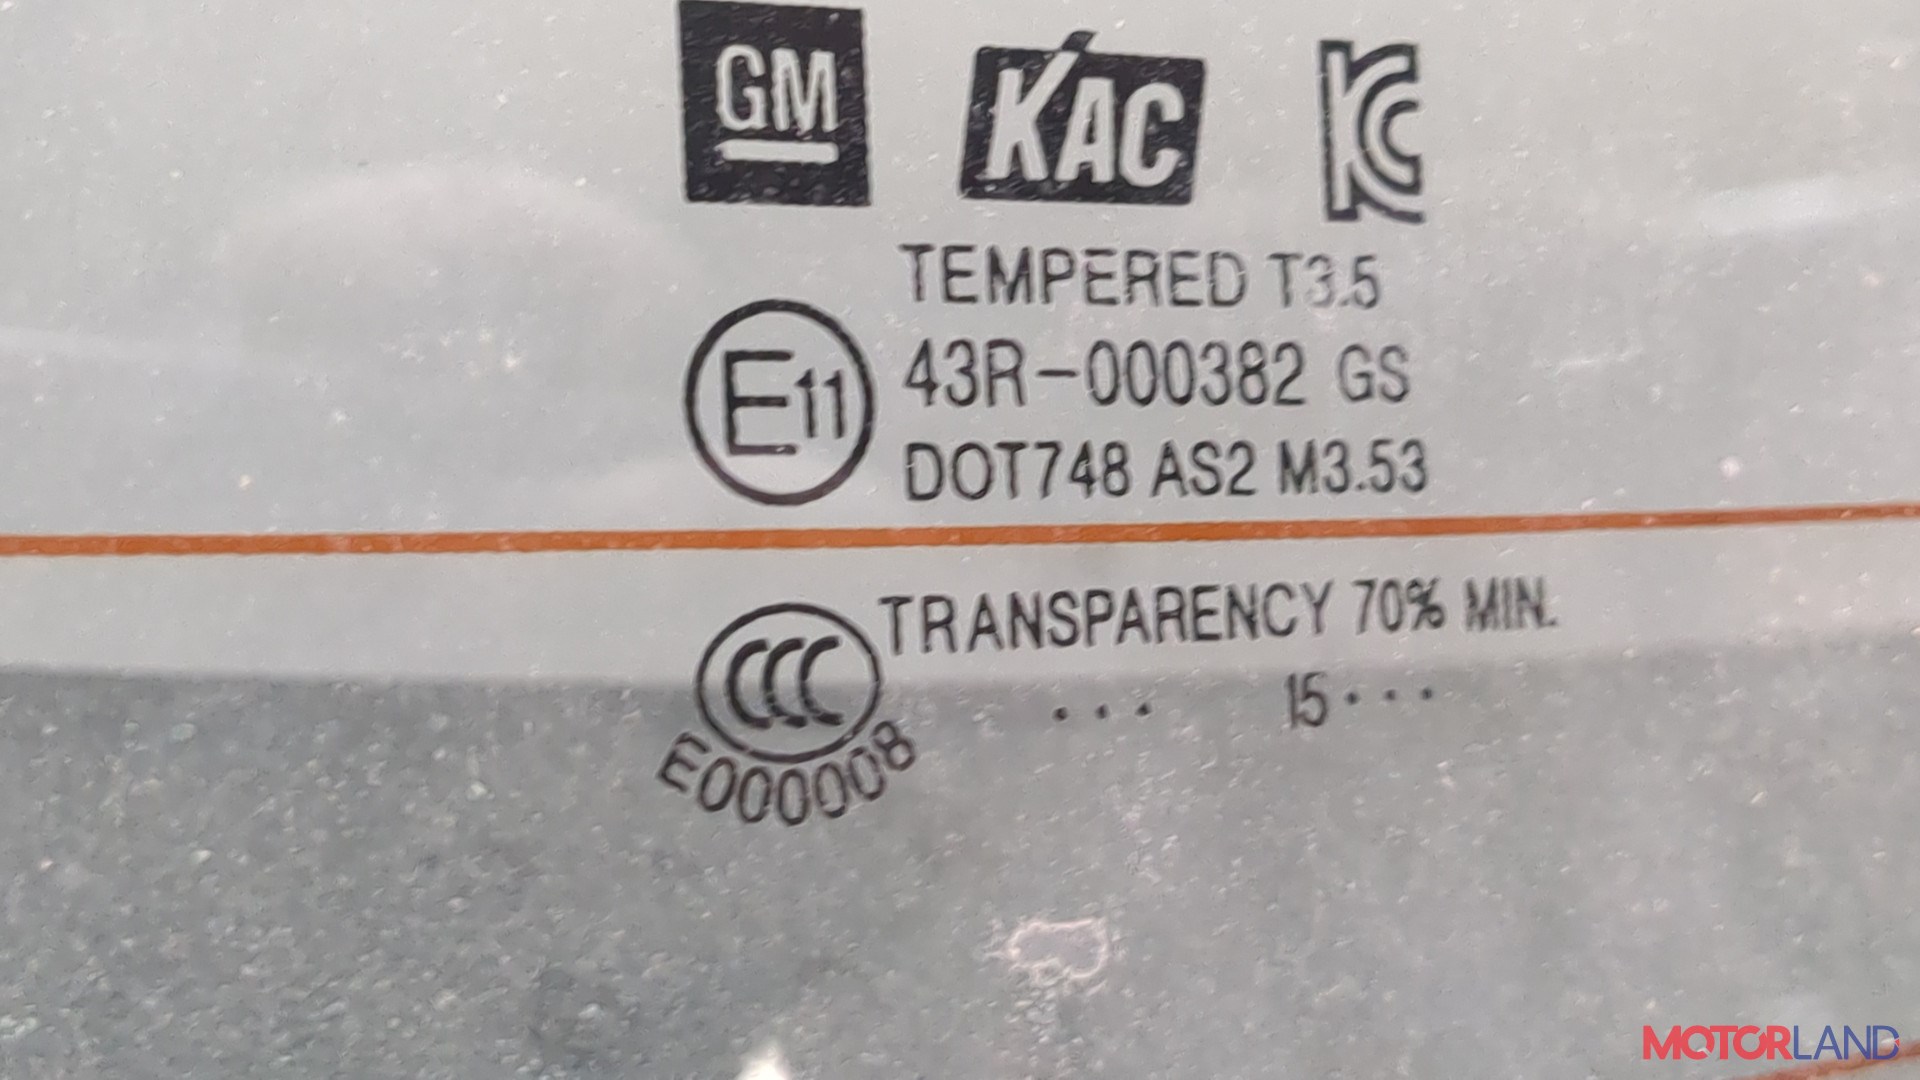 GM KAC KC
TEMPERED T3.5
E11 43R-000382 GS
DOT748 AS2 M3.53
TRANSPARENCY 70% MIN.
CCC ... 15...
E000008
MOTORLAND